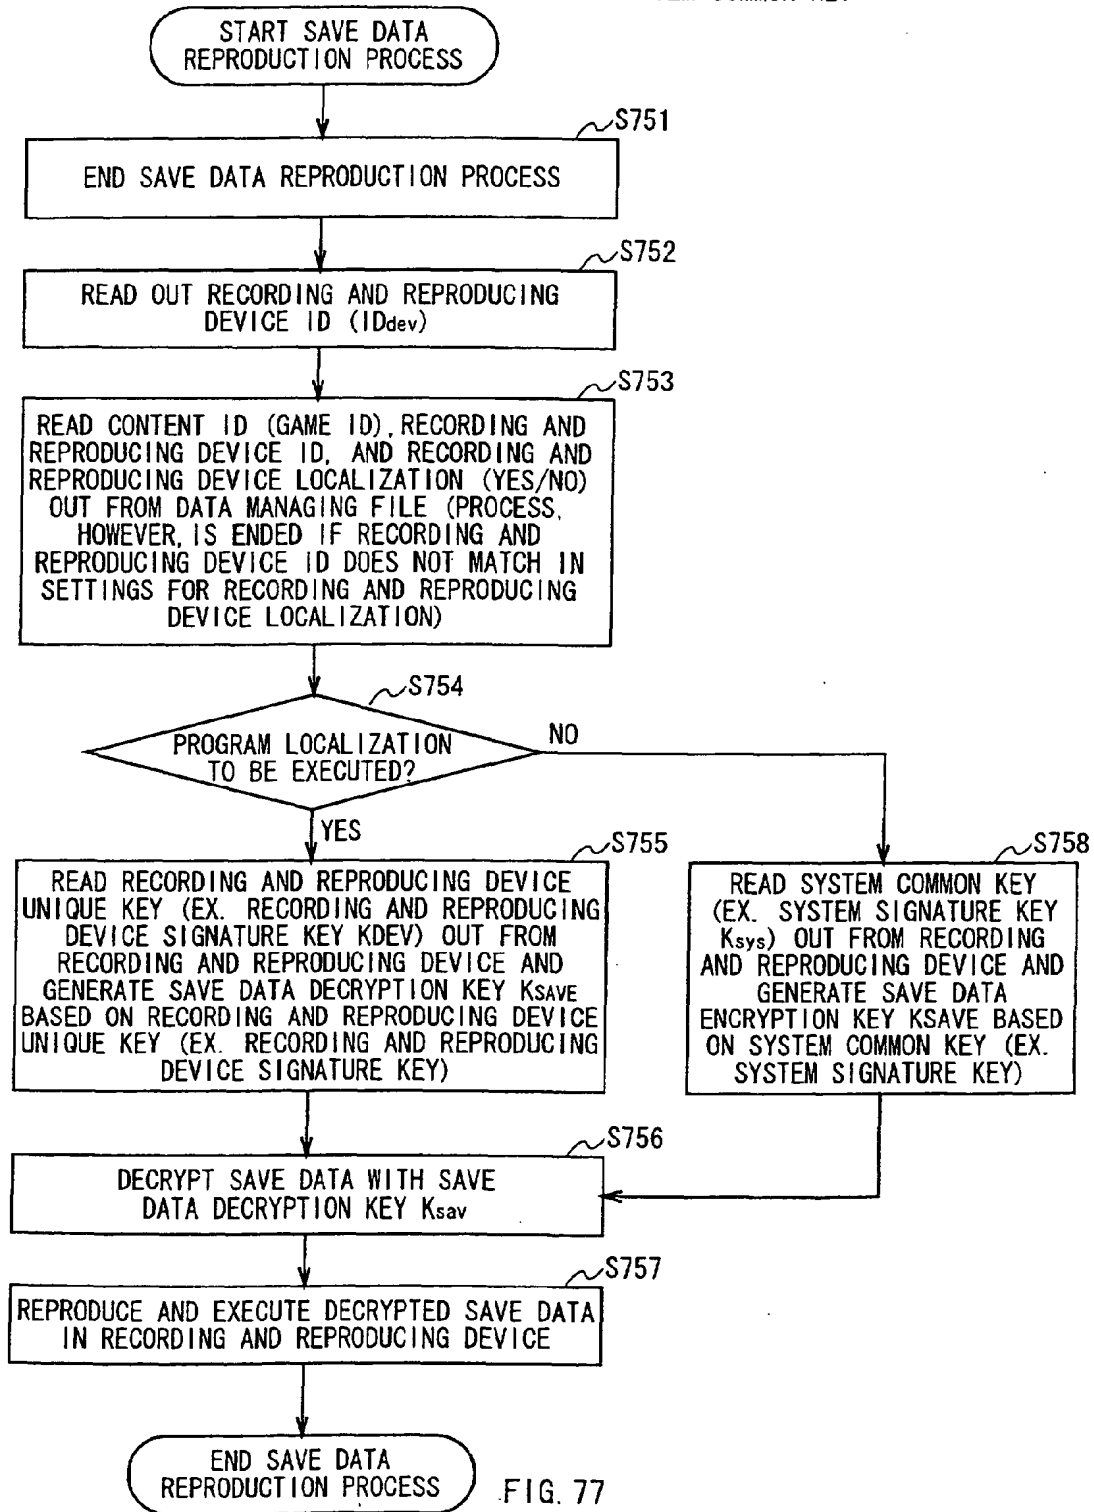 START SAVE DATA
REPRODUCTION PROCESS
S751
END SAVE DATA REPRODUCTION PROCESS
S752
READ OUT RECORDING AND REPRODUCING
DEVICE ID (IDdev)
S753
READ CONTENT ID (GAME ID), RECORDING AND
REPRODUCING DEVICE ID, AND RECORDING AND
REPRODUCING DEVICE LOCALIZATION (YES/NO)
OUT FROM DATA MANAGING FILE (PROCESS,
HOWEVER, IS ENDED IF RECORDING AND
REPRODUCING DEVICE ID DOES NOT MATCH IN
SETTINGS FOR RECORDING AND REPRODUCING
DEVICE LOCALIZATION)
S754
PROGRAM LOCALIZATION
TO BE EXECUTED?
NO
YES
S755
READ RECORDING AND REPRODUCING DEVICE
UNIQUE KEY (EX. RECORDING AND REPRODUCING
DEVICE SIGNATURE KEY KDEV) OUT FROM
RECORDING AND REPRODUCING DEVICE AND
GENERATE SAVE DATA DECRYPTION KEY KSAVE
BASED ON RECORDING AND REPRODUCING DEVICE
UNIQUE KEY (EX. RECORDING AND REPRODUCING
DEVICE SIGNATURE KEY)
S758
READ SYSTEM COMMON KEY
(EX. SYSTEM SIGNATURE KEY
Ksys) OUT FROM RECORDING
AND REPRODUCING DEVICE AND
GENERATE SAVE DATA
ENCRYPTION KEY KSAVE BASED
ON SYSTEM COMMON KEY (EX.
SYSTEM SIGNATURE KEY)
S756
DECRYPT SAVE DATA WITH SAVE
DATA DECRYPTION KEY Ksav
S757
REPRODUCE AND EXECUTE DECRYPTED SAVE DATA
IN RECORDING AND REPRODUCING DEVICE
END SAVE DATA
REPRODUCTION PROCESS
FIG. 77